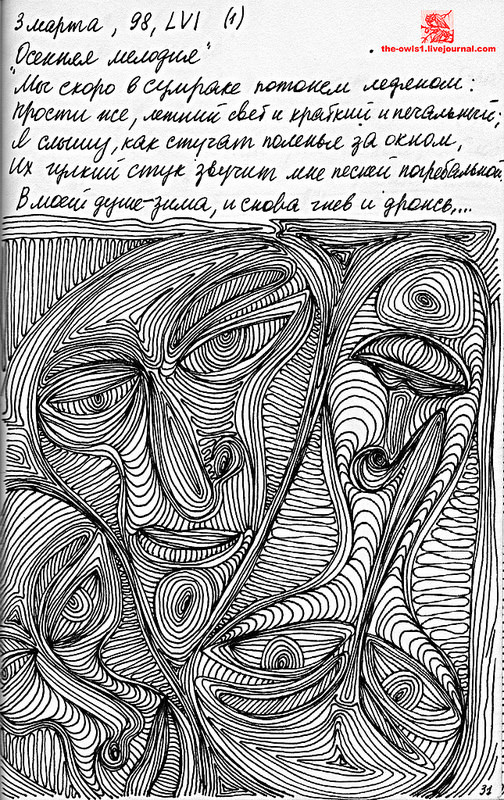 3 марта, 98, LVI (1)
the-owls1.livejournal.com
"Осенняя мелодия"
Мы скоро в сумраке потонем ледяном:
Прости же, летний свет и краткий и печальный;
Я слышу, как стучат поленья за окном,
Их гулкий стук звучит мне песней погребальной.
В моей душе - зима, и снова гнев и дрожь,...
31